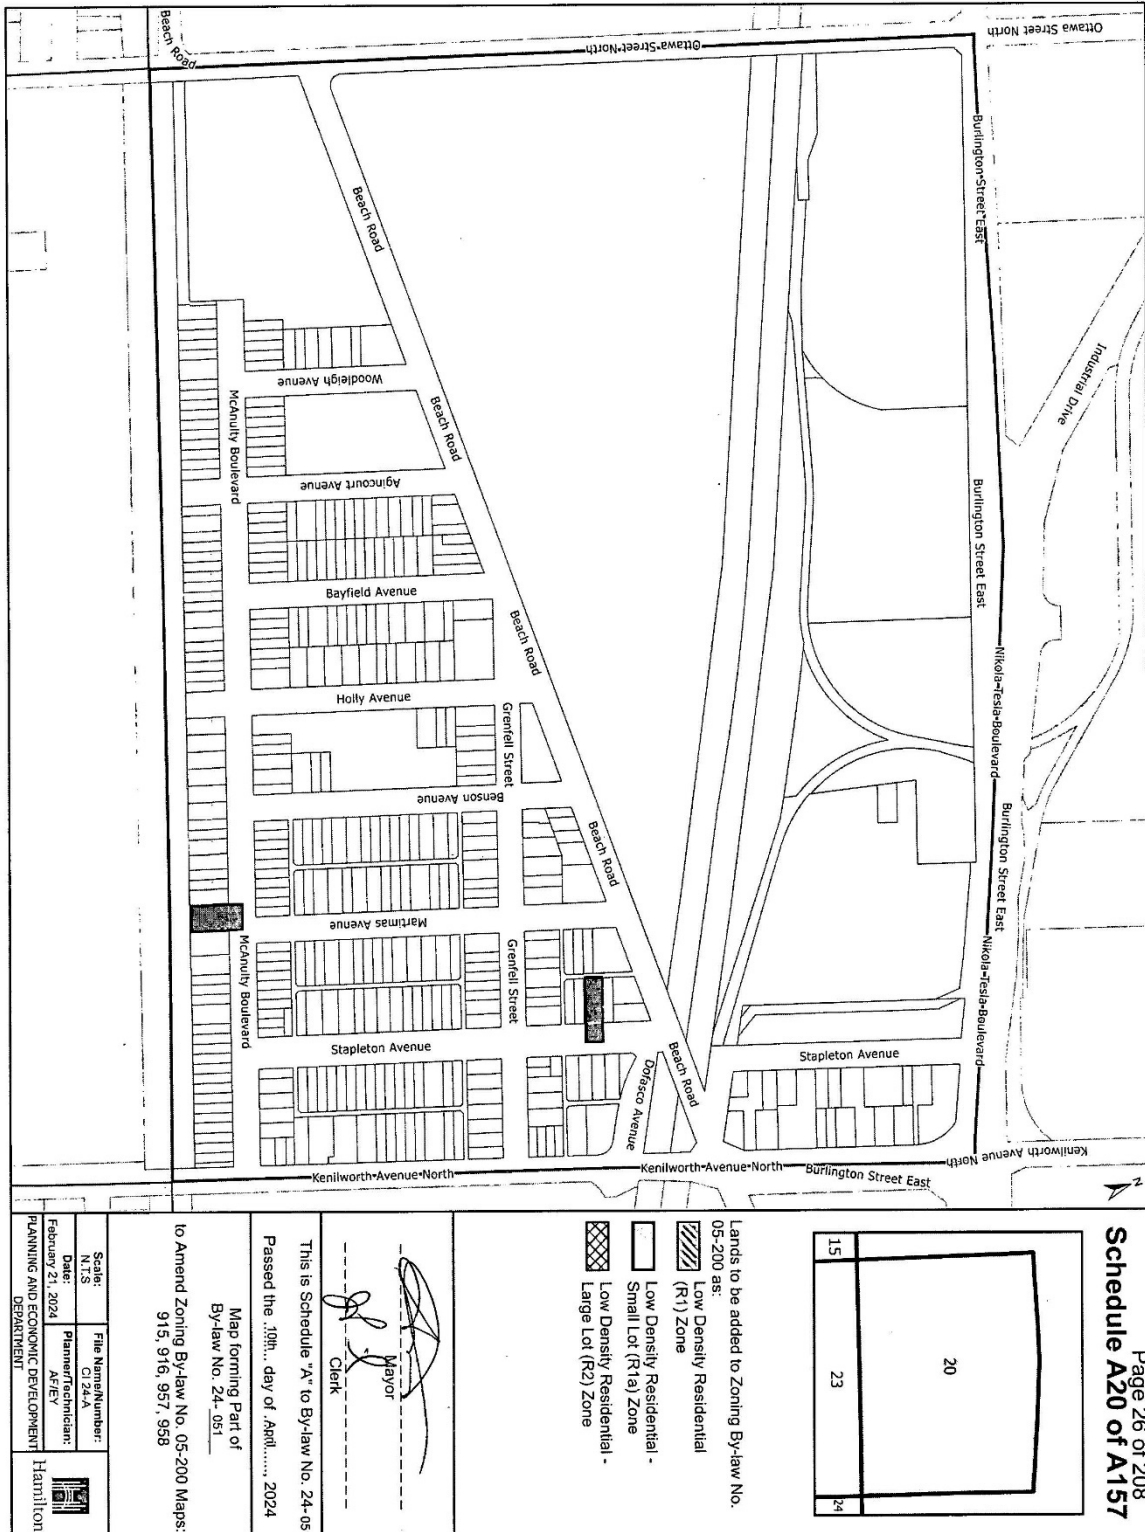 Page 26 of 208
Schedule A20 of A157
15
20
23
24
Lands to be added to Zoning By-law No.
05-200 as:
Low Density Residential
(R1) Zone
Low Density Residential -
Small Lot (R1a) Zone
Low Density Residential -
Large Lot (R2) Zone
Mayor
Clerk
This is Schedule "A" to By-law No. 24-05
Passed the ..10th.... day of ..April........, 2024
Map forming Part of
By-law No. 24- 051
to Amend Zoning By-law No. 05-200 Maps:
915, 916, 957, 958
Scale:
N.T.S
File Name/Number:
CI 24-A
Date:
February 21, 2024
Planner/Technician:
AF/EY
PLANNING AND ECONOMIC DEVELOPMENT
DEPARTMENT
Hamilton
N
Ottawa Street North
Ottawa Street North
Beach Road
Burlington Street East
Industrial Drive
Beach Road
Woodleigh Avenue
McAnulty Boulevard
Beach Road
Agincourt Avenue
Burlington Street East
Bayfield Avenue
Beach Road
Nikola Tesla Boulevard
Holly Avenue
Grenfell Street
Benson Avenue
Beach Road
Burlington Street East
Martimas Avenue
McAnulty Boulevard
Grenfell Street
Nikola Tesla Boulevard
Stapleton Avenue
Dofasco Avenue
Beach Road
Stapleton Avenue
Kenilworth Avenue North
Kenilworth Avenue North
Burlington Street East
Kenilworth Avenue North